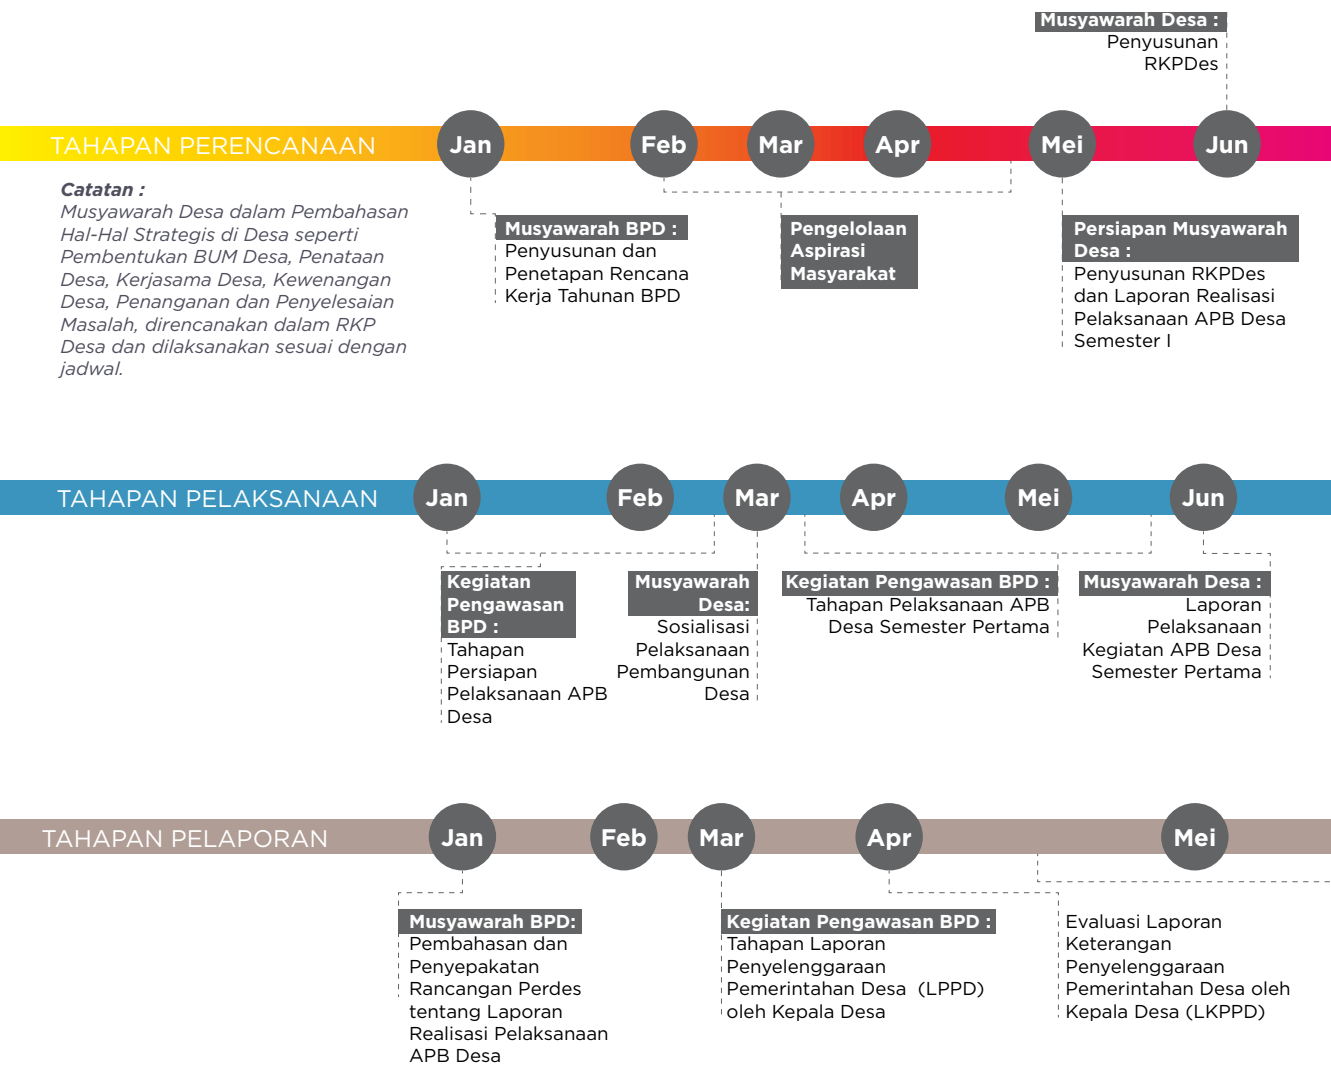 Musyawarah Desa :
Penyusunan
RKPDes
TAHAPAN PERENCANAAN
Jan
Feb
Mar
Apr
Mei
Jun
Catatan :
Musyawarah Desa dalam Pembahasan
Hal-Hal Strategis di Desa seperti
Pembentukan BUM Desa, Penataan
Desa, Kerjasama Desa, Kewenangan
Desa, Penanganan dan Penyelesaian
Masalah, direncanakan dalam RKP
Desa dan dilaksanakan sesuai dengan
jadwal.
Musyawarah BPD :
Penyusunan dan
Penetapan Rencana
Kerja Tahunan BPD
Pengelolaan
Aspirasi
Masyarakat
Persiapan Musyawarah
Desa :
Penyusunan RKPDes
dan Laporan Realisasi
Pelaksanaan APB Desa
Semester I
TAHAPAN PELAKSANAAN
Jan
Feb
Mar
Apr
Mei
Jun
Kegiatan
Pengawasan
BPD :
Tahapan
Persiapan
Pelaksanaan APB
Desa
Musyawarah
Desa:
Sosialisasi
Pelaksanaan
Pembangunan
Desa
Kegiatan Pengawasan BPD :
Tahapan Pelaksanaan APB
Desa Semester Pertama
Musyawarah Desa :
Laporan
Pelaksanaan
Kegiatan APB Desa
Semester Pertama
TAHAPAN PELAPORAN
Jan
Feb
Mar
Apr
Mei
Musyawarah BPD:
Pembahasan dan
Penyepakatan
Rancangan Perdes
tentang Laporan
Realisasi Pelaksanaan
APB Desa
Kegiatan Pengawasan BPD :
Tahapan Laporan
Penyelenggaraan
Pemerintahan Desa (LPPD)
oleh Kepala Desa
Evaluasi Laporan
Keterangan
Penyelenggaraan
Pemerintahan Desa oleh
Kepala Desa (LKPPD)